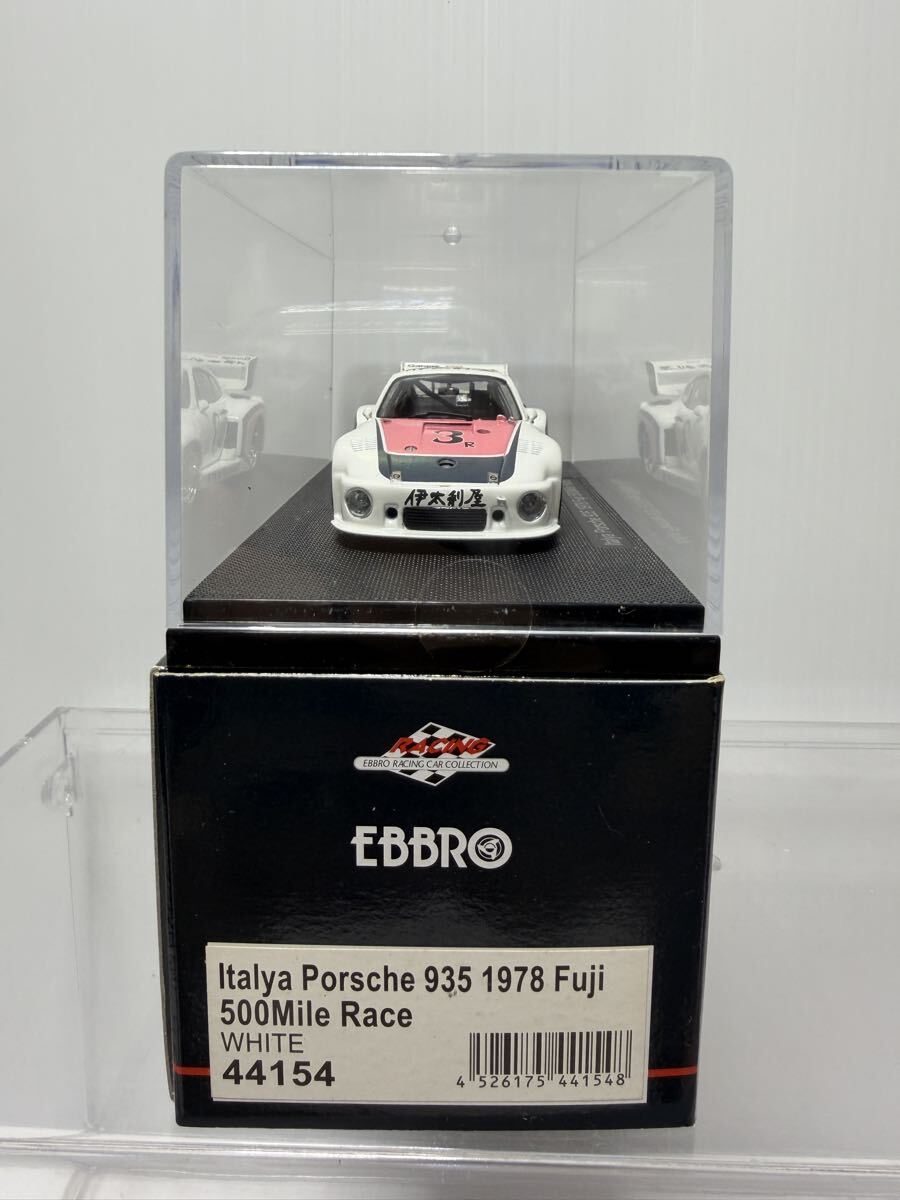 3
R
伊太利屋
RACING
EBBRO RACING CAR COLLECTION
EBBRO
Italya Porsche 935 1978 Fuji
500Mile Race
WHITE
44154
4 526175 441548